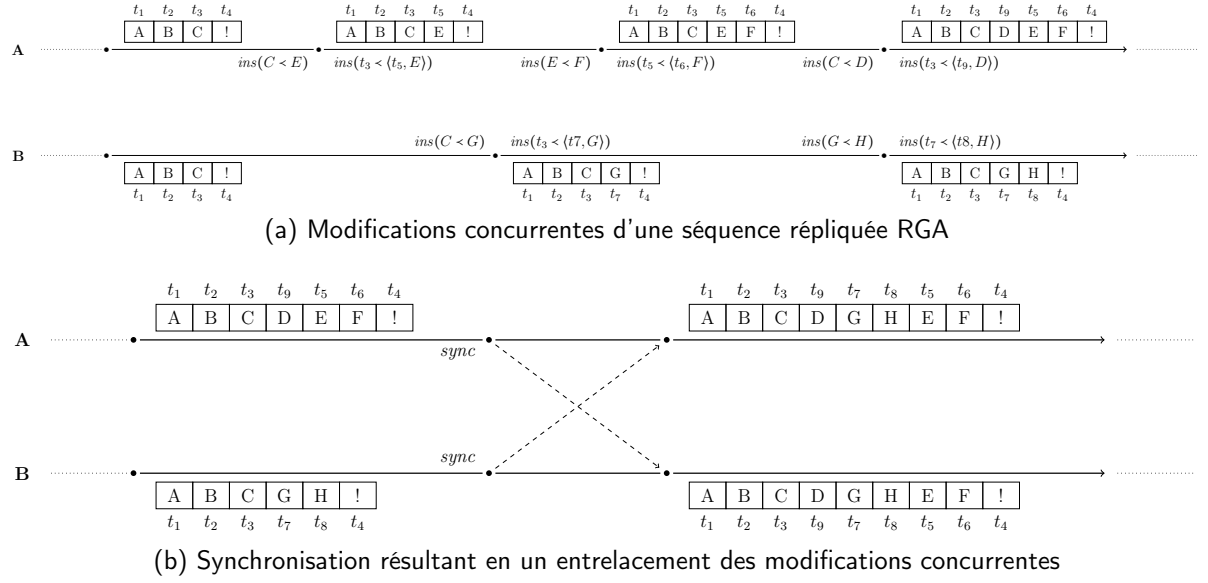 t₁ t₂ t₃ t₄ t₁ t₂ t₃ t₅ t₄ t₁ t₂ t₃ t₅ t₆ t₄ t₁ t₂ t₃ t₉ t₅ t₆ t₄
A B C ! A B C E ! A B C E F ! A B C D E F !
A
ins(C ≺ E) ins(t₃ ≺ ⟨t₅, E⟩) ins(E ≺ F) ins(t₅ ≺ ⟨t₆, F⟩) ins(C ≺ D) ins(t₃ ≺ ⟨t₉, D⟩)
ins(C ≺ G) ins(t₃ ≺ ⟨t7, G⟩) ins(G ≺ H) ins(t₇ ≺ ⟨t8, H⟩)
B
A B C ! A B C G ! A B C G H !
t₁ t₂ t₃ t₄ t₁ t₂ t₃ t₇ t₄ t₁ t₂ t₃ t₇ t₈ t₄
(a) Modifications concurrentes d'une séquence répliquée RGA
t₁ t₂ t₃ t₉ t₅ t₆ t₄ t₁ t₂ t₃ t₉ t₇ t₈ t₅ t₆ t₄
A B C D E F ! A B C D G H E F !
A
sync
sync
B
A B C G H ! A B C D G H E F !
t₁ t₂ t₃ t₇ t₈ t₄ t₁ t₂ t₃ t₉ t₇ t₈ t₅ t₆ t₄
(b) Synchronisation résultant en un entrelacement des modifications concurrentes